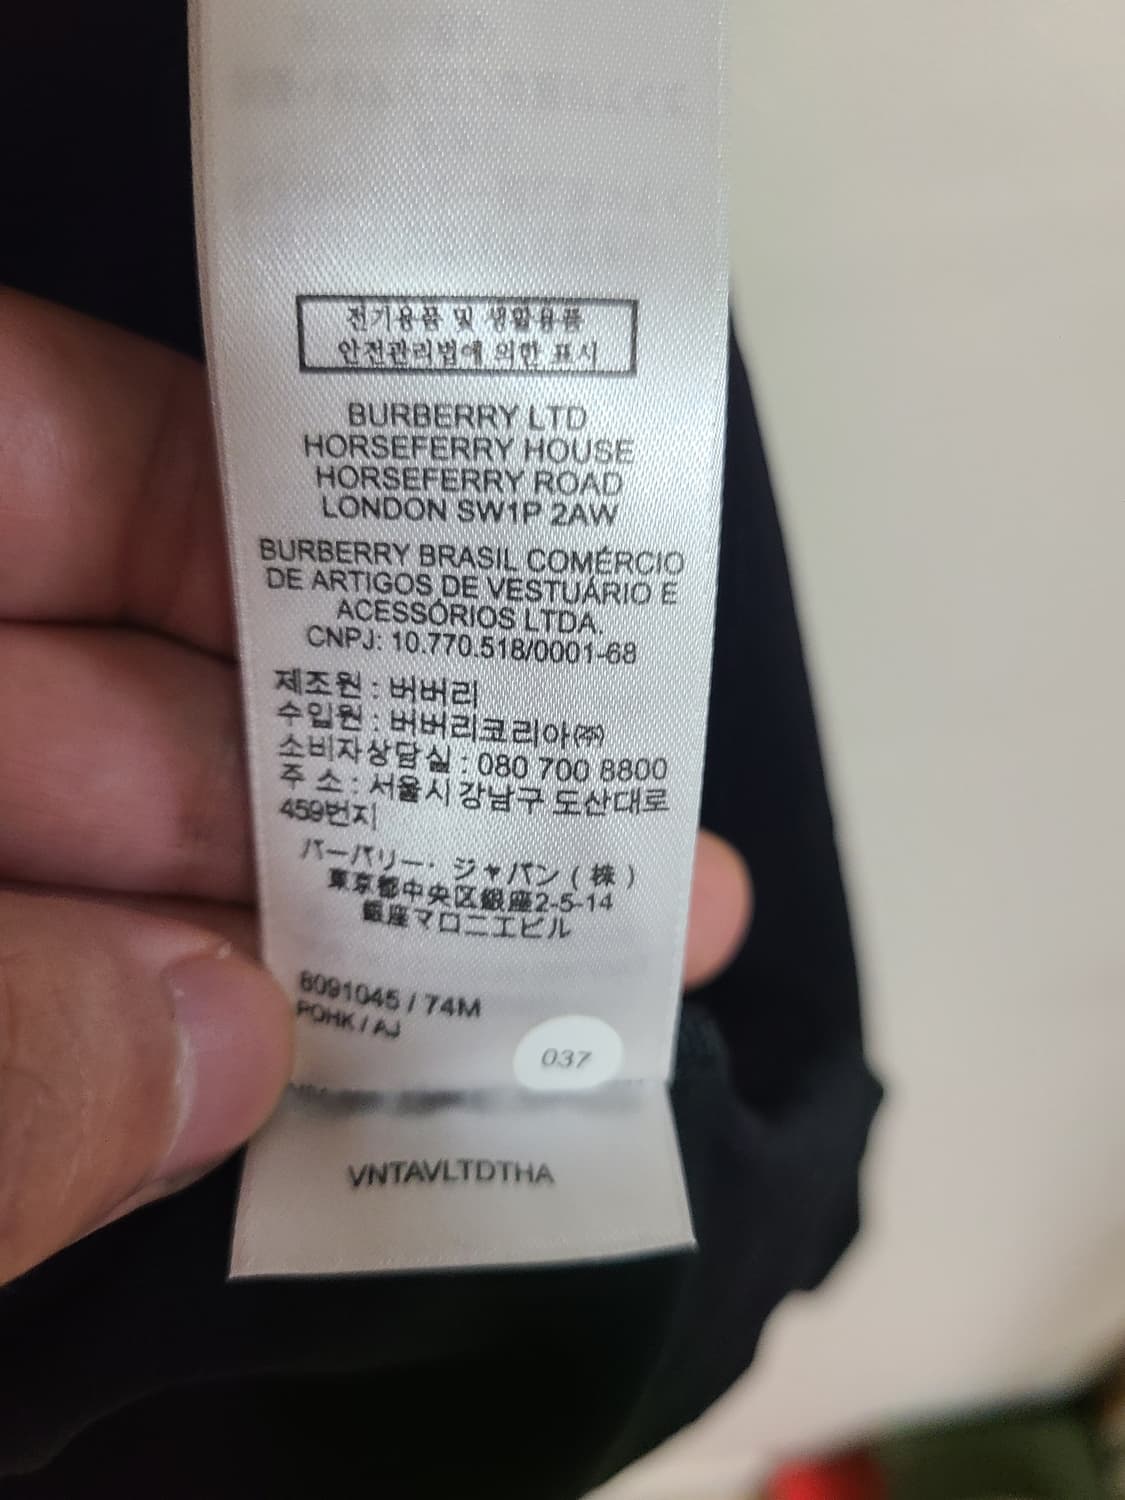 전기용품 및 생활용품
안전관리법에 의한 표시
BURBERRY LTD
HORSEFERRY HOUSE
HORSEFERRY ROAD
LONDON SW1P 2AW
BURBERRY BRASIL COMÉRCIO
DE ARTIGOS DE VESTUÁRIO E
ACESSÓRIOS LTDA.
CNPJ: 10.770.518/0001-68
제조원 : 버버리
수입원 : 버버리코리아㈜
소비자상담실 : 080 700 8800
주 소 : 서울시 강남구 도산대로
459번지
バーバリー・ジャパン(株)
東京都中央区銀座2-5-14
銀座マロニエビル
8091045 / 74M
POHK / AJ
037
VNTAVLTDTHA